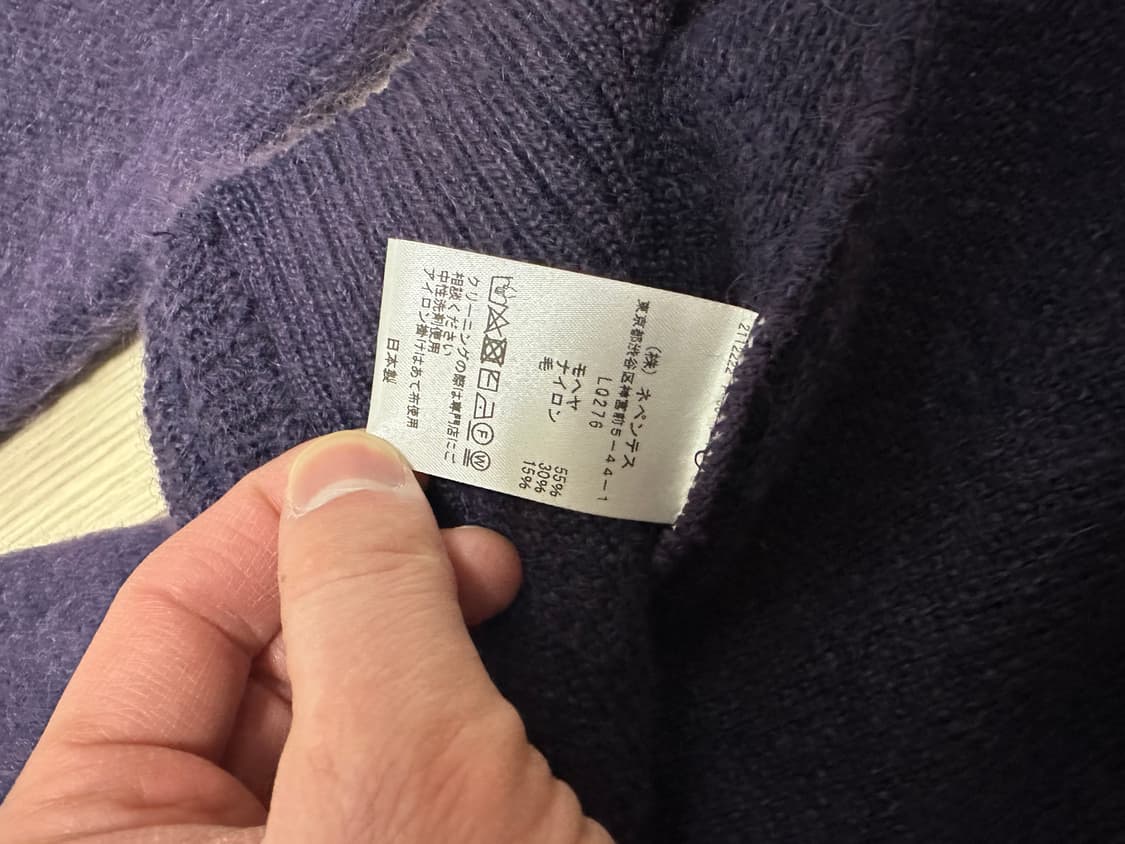 (株) ネペンテス
東京都渋谷区神宮前5-44-1
LQ276
モヘヤ 55%
ナイロン 30%
毛 15%
F W
クリーニングの際は専門店にご
相談ください
中性洗剤使用
アイロン掛けはあて布使用
日本製